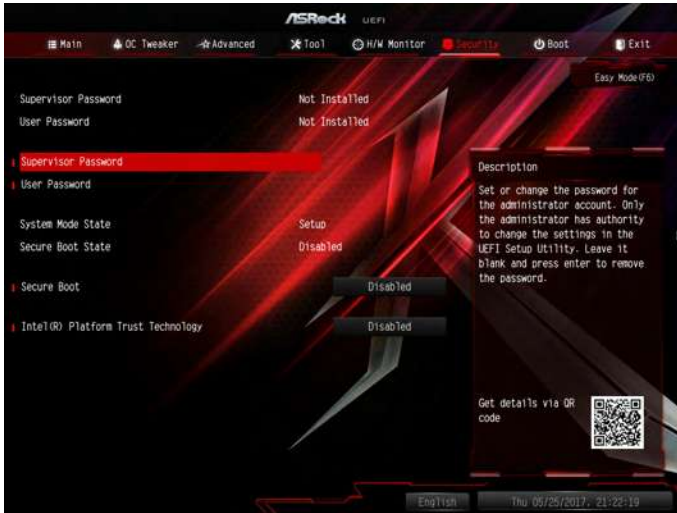 ASRock UEFI
Main OC Tweaker Advanced Tool H/W Monitor Security Boot Exit
Easy Mode(F6)
Supervisor Password Not Installed
User Password Not Installed
Supervisor Password
User Password
System Mode State Setup
Secure Boot State Disabled
Secure Boot Disabled
Intel(R) Platform Trust Technology Disabled
Description
Set or change the password for
the administrator account. Only
the administrator has authority
to change the settings in the
UEFI Setup Utility. Leave it
blank and press enter to remove
the password.
Get details via QR
code
English Thu 05/25/2017, 21:22:19